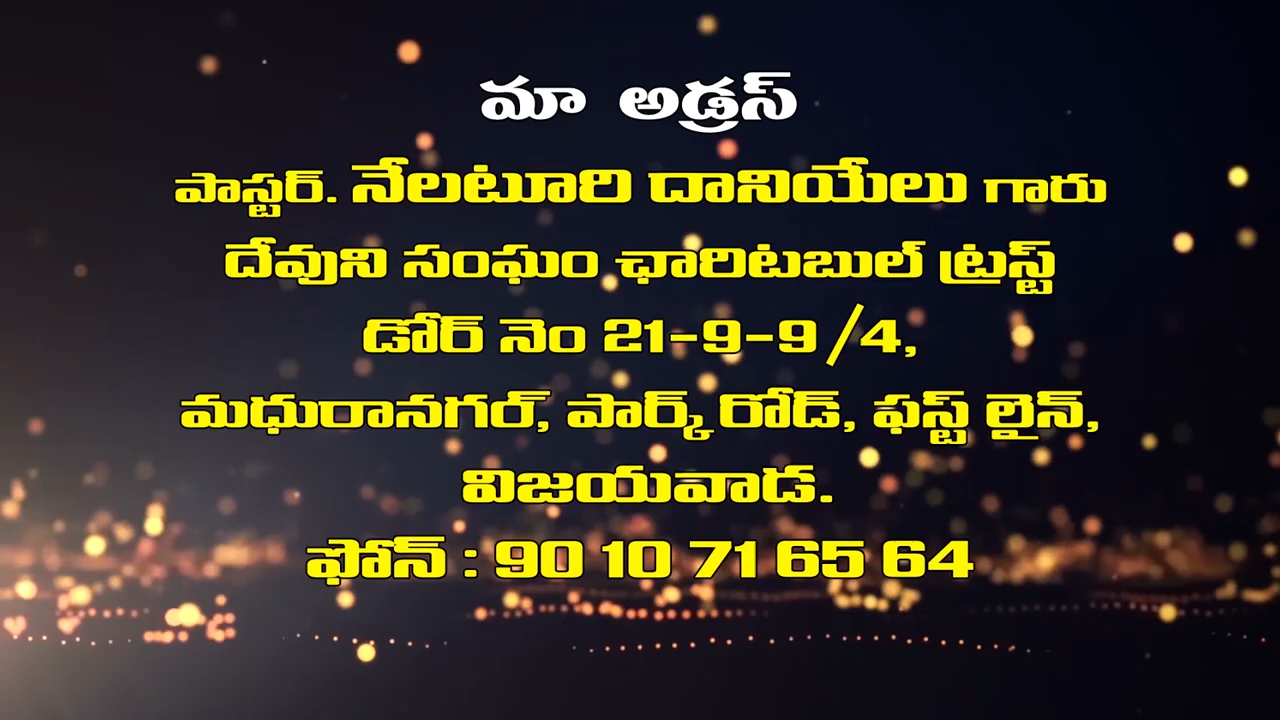 మా అడ్రస్
పాస్టర్. నేలటూరి దానియేలు గారు
దేవుని సంఘం ఛారిటబుల్ ట్రస్ట్
డోర్ నెం 21-9-9/4,
మధురానగర్, పార్క్ రోడ్, ఫస్ట్ లైన్,
విజయవాడ.
ఫోన్ : 90 10 71 65 64